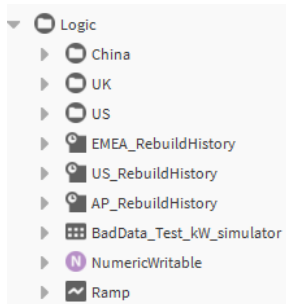 Logic
China
UK
US
EMEA_RebuildHistory
US_RebuildHistory
AP_RebuildHistory
BadData_Test_kW_simulator
N NumericWritable
Ramp